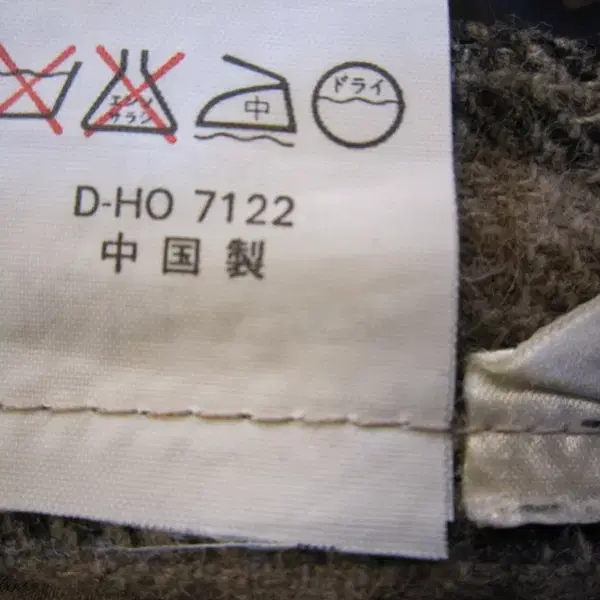 エンソ
サラシ
中
ドライ
D-HO 7122
中国製